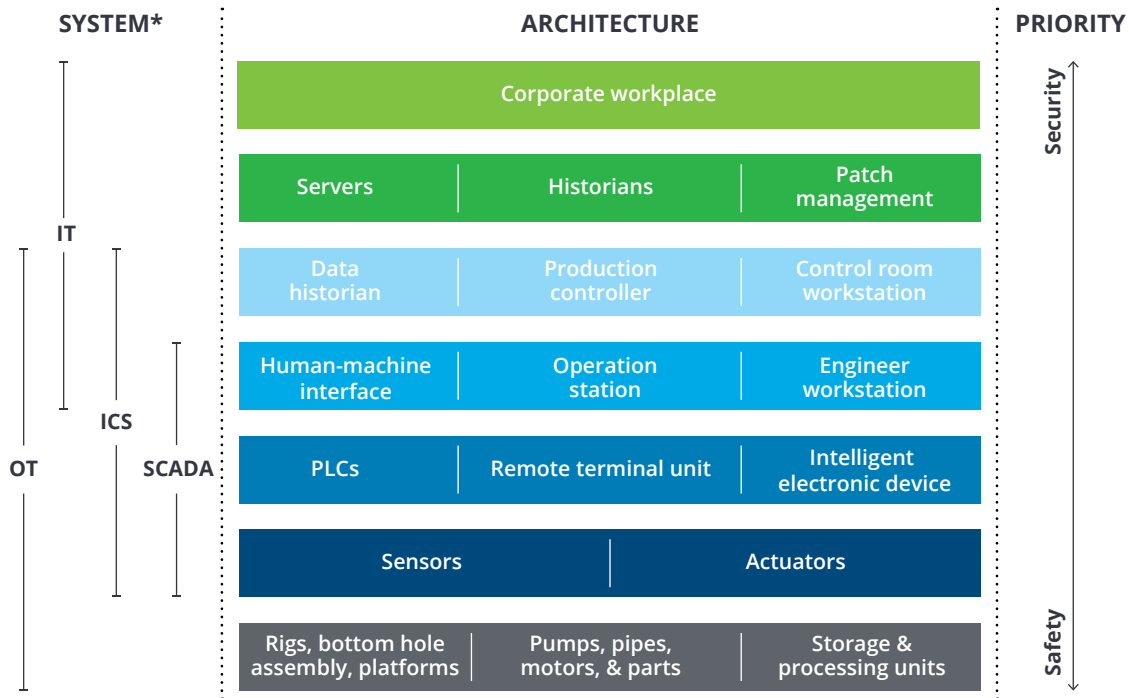 SYSTEM*
ARCHITECTURE
PRIORITY
Corporate workplace
Security
Servers
Historians
Patch
management
IT
Data
historian
Production
controller
Control room
workstation
Human-machine
interface
Operation
station
Engineer
workstation
ICS
OT
SCADA
PLCs
Remote terminal unit
Intelligent
electronic device
Sensors
Actuators
Rigs, bottom hole
assembly, platforms
Pumps, pipes,
motors, & parts
Storage &
processing units
Safety